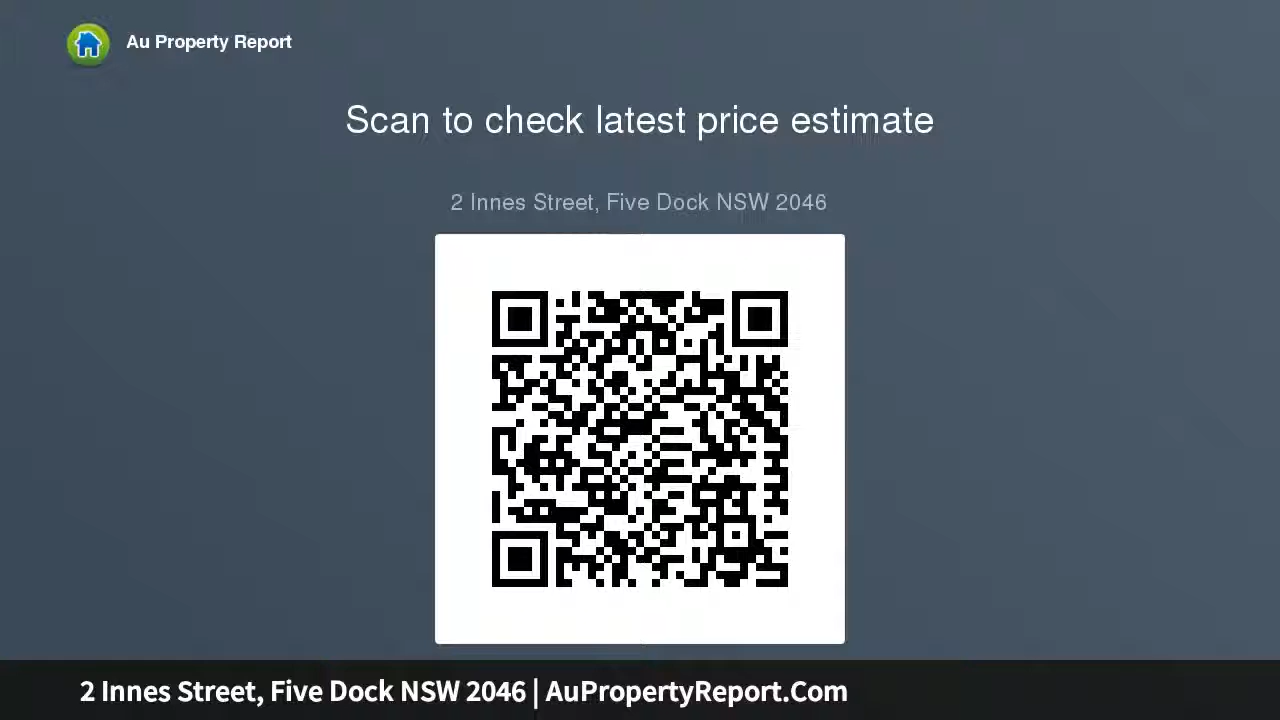 Au Property Report
Scan to check latest price estimate
2 Innes Street, Five Dock NSW 2046
2 Innes Street, Five Dock NSW 2046 | AuPropertyReport.Com